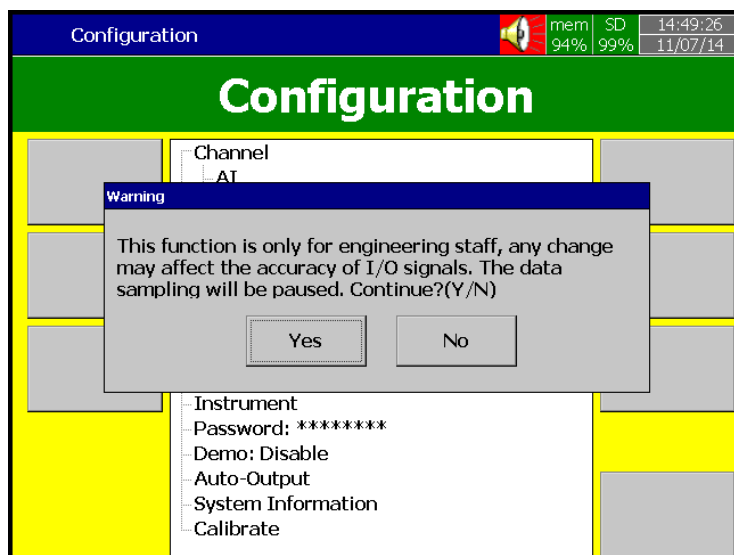 Configuration
mem SD 14:49:26
94% 99% 11/07/14
Configuration
Channel
AI
Warning
This function is only for engineering staff, any change
may affect the accuracy of I/O signals. The data
sampling will be paused. Continue?(Y/N)
Yes No
Instrument
Password: ********
Demo: Disable
Auto-Output
System Information
Calibrate